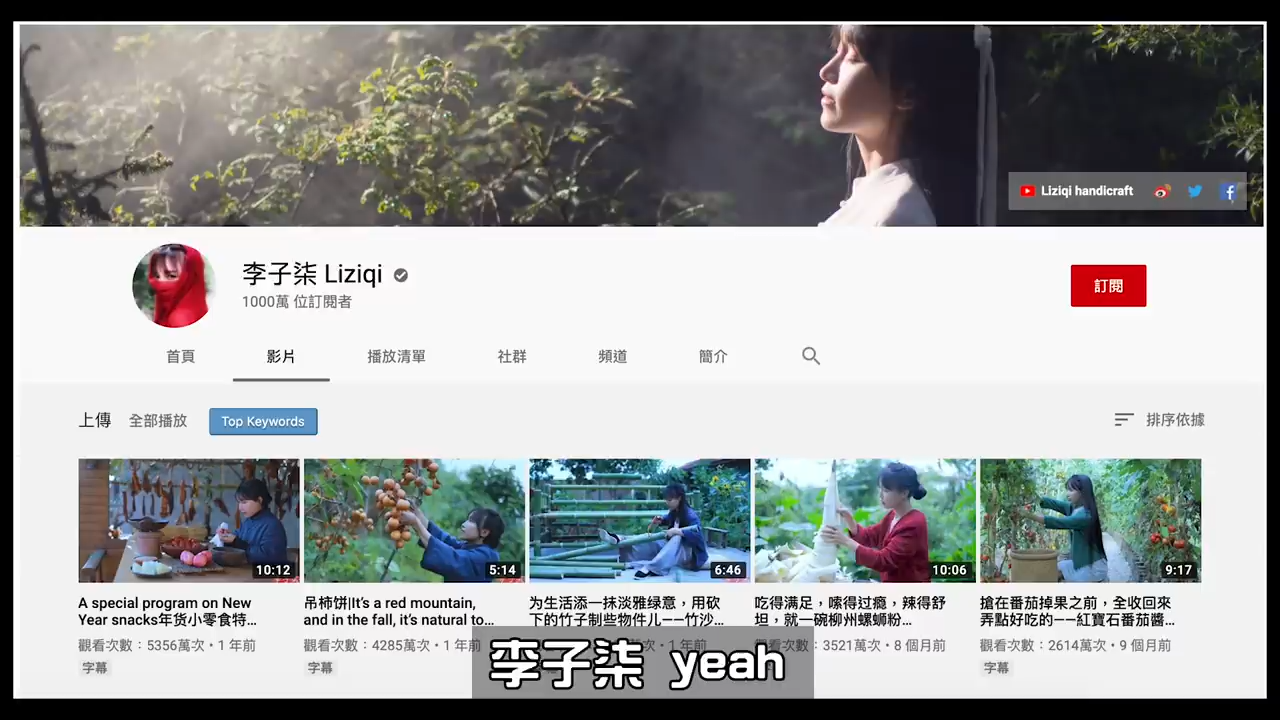 Liziqi handicraft
李子柒 Liziqi
1000萬 位訂閱者
訂閱
首頁 影片 播放清單 社群 頻道 簡介
上傳 全部播放 Top Keywords 排序依據
10:12
5:14
6:46
10:06
9:17
A special program on New
Year snacks年货小零食特...
觀看次數：5356萬次・1 年前
字幕
吊柿饼|It’s a red mountain,
and in the fall, it’s natural to...
觀看次數：4285萬次・1 年前
字幕
为生活添一抹淡雅绿意，用砍
下的竹子制些物件儿——竹沙...
萬次・1 年前
吃得满足，嗦得过瘾，辣得舒
坦，就一碗柳州螺蛳粉...
3521萬次・8 個月前
搶在番茄掉果之前，全收回來
弄點好吃的——紅寶石番茄醬...
觀看次數：2614萬次・9 個月前
字幕
李子柒 yeah